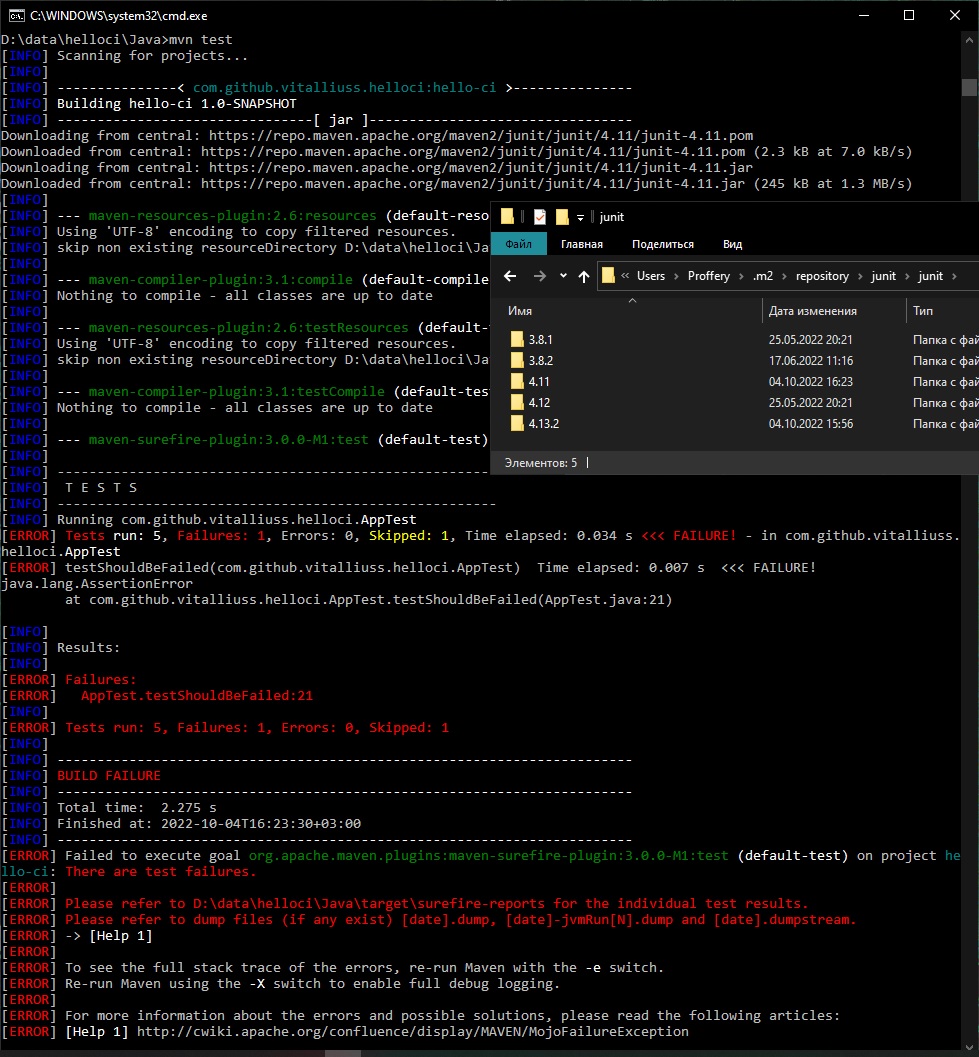 C:\WINDOWS\system32\cmd.exe
D:\data\helloci\Java>mvn test
[INFO] Scanning for projects...
[INFO]
[INFO] ---------------< com.github.vitalliuss.helloci:hello-ci >---------------
[INFO] Building hello-ci 1.0-SNAPSHOT
[INFO] --------------------------------[ jar ]---------------------------------
Downloading from central: https://repo.maven.apache.org/maven2/junit/junit/4.11/junit-4.11.pom
Downloaded from central: https://repo.maven.apache.org/maven2/junit/junit/4.11/junit-4.11.pom (2.3 kB at 7.0 kB/s)
Downloading from central: https://repo.maven.apache.org/maven2/junit/junit/4.11/junit-4.11.jar
Downloaded from central: https://repo.maven.apache.org/maven2/junit/junit/4.11/junit-4.11.jar (245 kB at 1.3 MB/s)
[INFO]
[INFO] --- maven-resources-plugin:2.6:resources (default-reso
[INFO] Using 'UTF-8' encoding to copy filtered resources.
[INFO] skip non existing resourceDirectory D:\data\helloci\Ja
[INFO]
[INFO] --- maven-compiler-plugin:3.1:compile (default-compile
[INFO] Nothing to compile - all classes are up to date
[INFO]
[INFO] --- maven-resources-plugin:2.6:testResources (default-
[INFO] Using 'UTF-8' encoding to copy filtered resources.
[INFO] skip non existing resourceDirectory D:\data\helloci\Ja
[INFO]
[INFO] --- maven-compiler-plugin:3.1:testCompile (default-tes
[INFO] Nothing to compile - all classes are up to date
[INFO]
[INFO] --- maven-surefire-plugin:3.0.0-M1:test (default-test)
[INFO]
[INFO] -------------------------------------------------------
[INFO]  T E S T S
[INFO] -------------------------------------------------------
[INFO] Running com.github.vitalliuss.helloci.AppTest
[ERROR] Tests run: 5, Failures: 1, Errors: 0, Skipped: 1, Time elapsed: 0.034 s <<< FAILURE! - in com.github.vitalliuss.
helloci.AppTest
[ERROR] testShouldBeFailed(com.github.vitalliuss.helloci.AppTest)  Time elapsed: 0.007 s  <<< FAILURE!
java.lang.AssertionError
at com.github.vitalliuss.helloci.AppTest.testShouldBeFailed(AppTest.java:21)
[INFO]
[INFO] Results:
[INFO]
[ERROR] Failures:
[ERROR]   AppTest.testShouldBeFailed:21
[INFO]
[ERROR] Tests run: 5, Failures: 1, Errors: 0, Skipped: 1
[INFO]
[INFO] ------------------------------------------------------------------------
[INFO] BUILD FAILURE
[INFO] ------------------------------------------------------------------------
[INFO] Total time:  2.275 s
[INFO] Finished at: 2022-10-04T16:23:30+03:00
[INFO] ------------------------------------------------------------------------
[ERROR] Failed to execute goal org.apache.maven.plugins:maven-surefire-plugin:3.0.0-M1:test (default-test) on project he
llo-ci: There are test failures.
[ERROR]
[ERROR] Please refer to D:\data\helloci\Java\target\surefire-reports for the individual test results.
[ERROR] Please refer to dump files (if any exist) [date].dump, [date]-jvmRun[N].dump and [date].dumpstream.
[ERROR] -> [Help 1]
[ERROR]
[ERROR] To see the full stack trace of the errors, re-run Maven with the -e switch.
[ERROR] Re-run Maven using the -X switch to enable full debug logging.
[ERROR]
[ERROR] For more information about the errors and possible solutions, please read the following articles:
[ERROR] [Help 1] http://cwiki.apache.org/confluence/display/MAVEN/MojoFailureException
junit
Файл Главная Поделиться Вид
« Users > Proffery > .m2 > repository > junit > junit >
Имя Дата изменения Тип
3.8.1 25.05.2022 20:21 Папка с фай
3.8.2 17.06.2022 11:16 Папка с фай
4.11 04.10.2022 16:23 Папка с фай
4.12 25.05.2022 20:21 Папка с фай
4.13.2 04.10.2022 15:56 Папка с фай
Элементов: 5